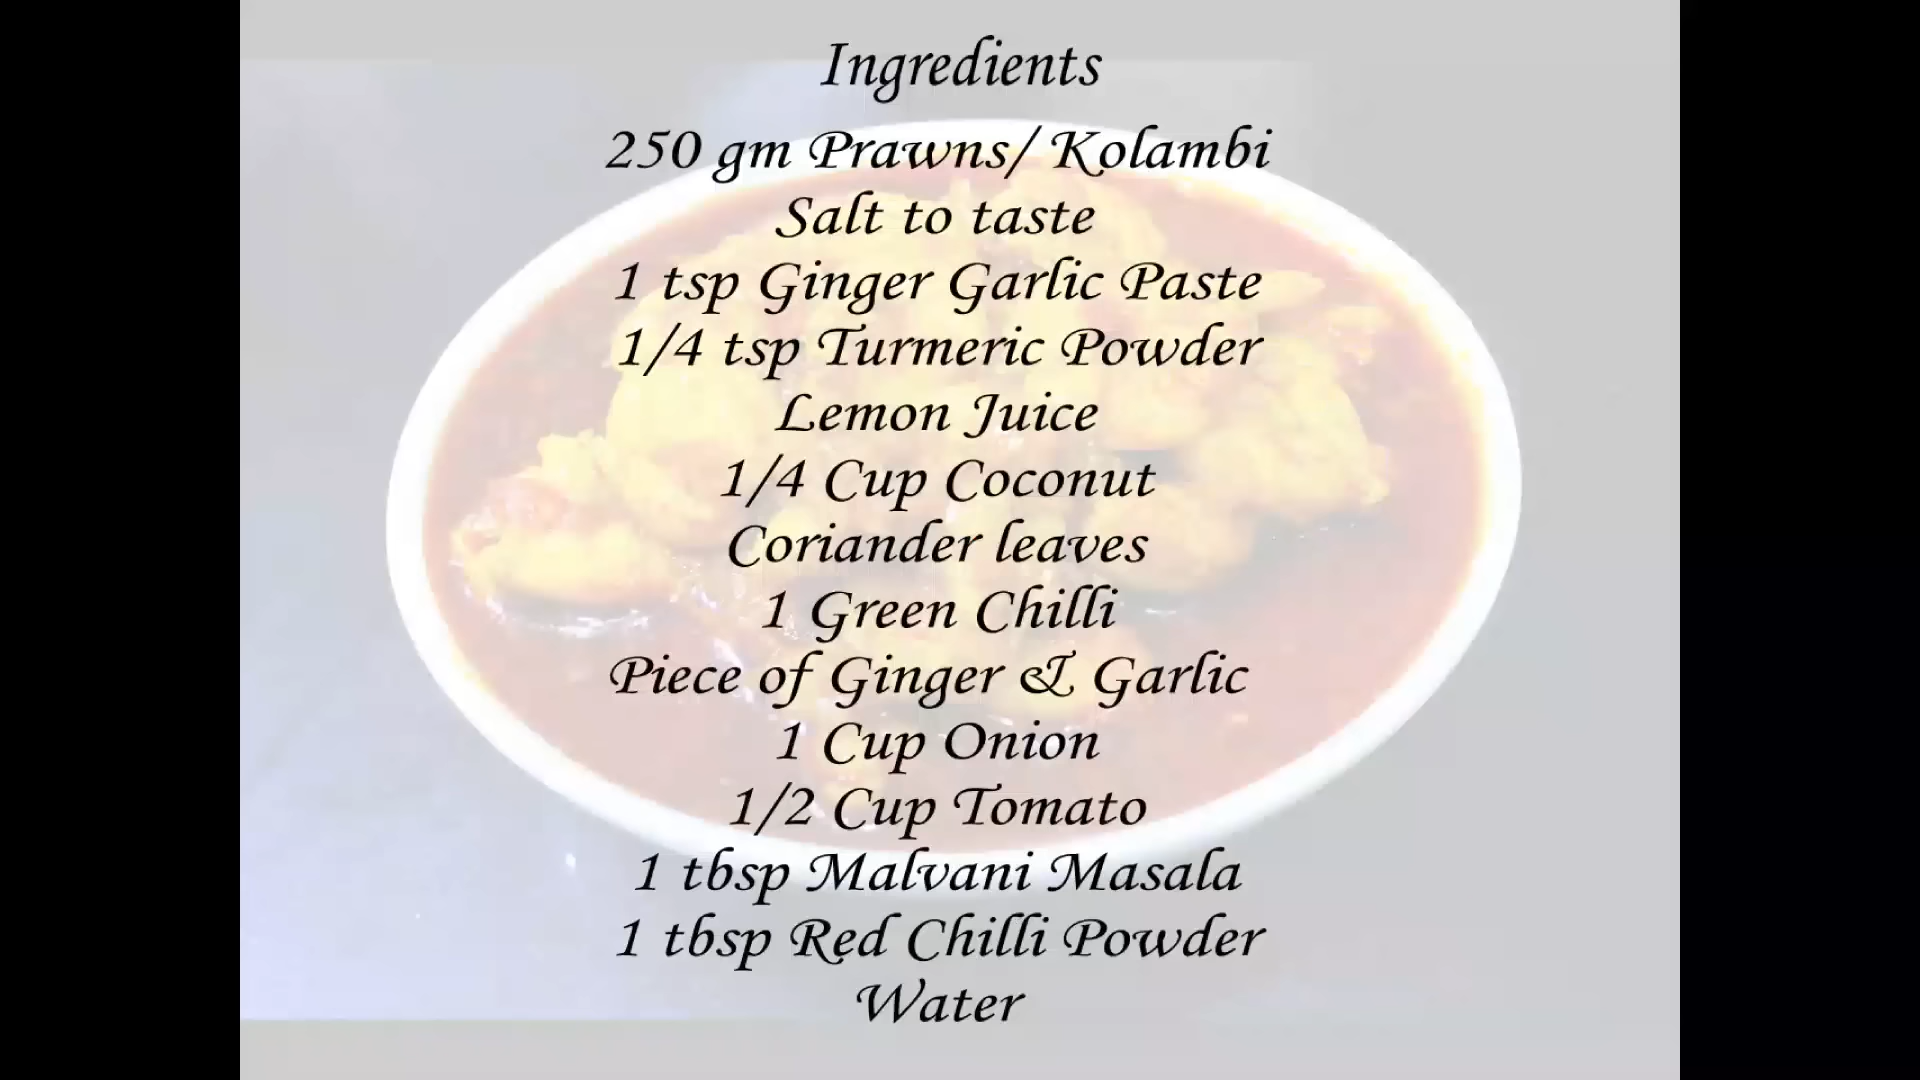 Ingredients
250 gm Prawns/ Kolambi
Salt to taste
1 tsp Ginger Garlic Paste
1/4 tsp Turmeric Powder
Lemon Juice
1/4 Cup Coconut
Coriander leaves
1 Green Chilli
Piece of Ginger & Garlic
1 Cup Onion
1/2 Cup Tomato
1 tbsp Malvani Masala
1 tbsp Red Chilli Powder
Water